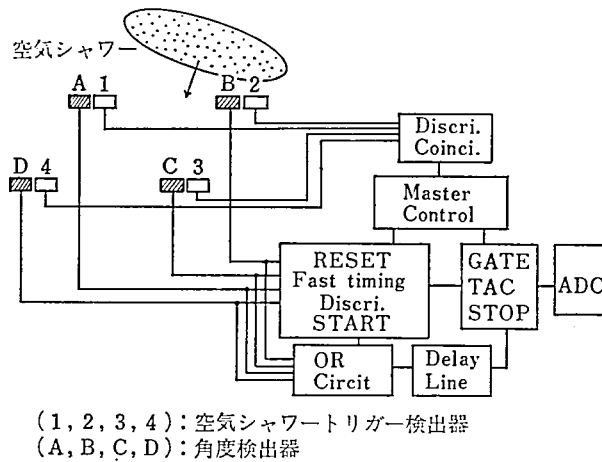 空気シャワー
A 1
B 2
D 4
C 3
Discri.
Coinci.
Master
Control
RESET
Fast timing
Discri.
START
GATE
TAC
STOP
ADC
OR
Circit
Delay
Line
(1, 2, 3, 4): 空気シャワートリガー検出器
(A, B, C, D): 角度検出器